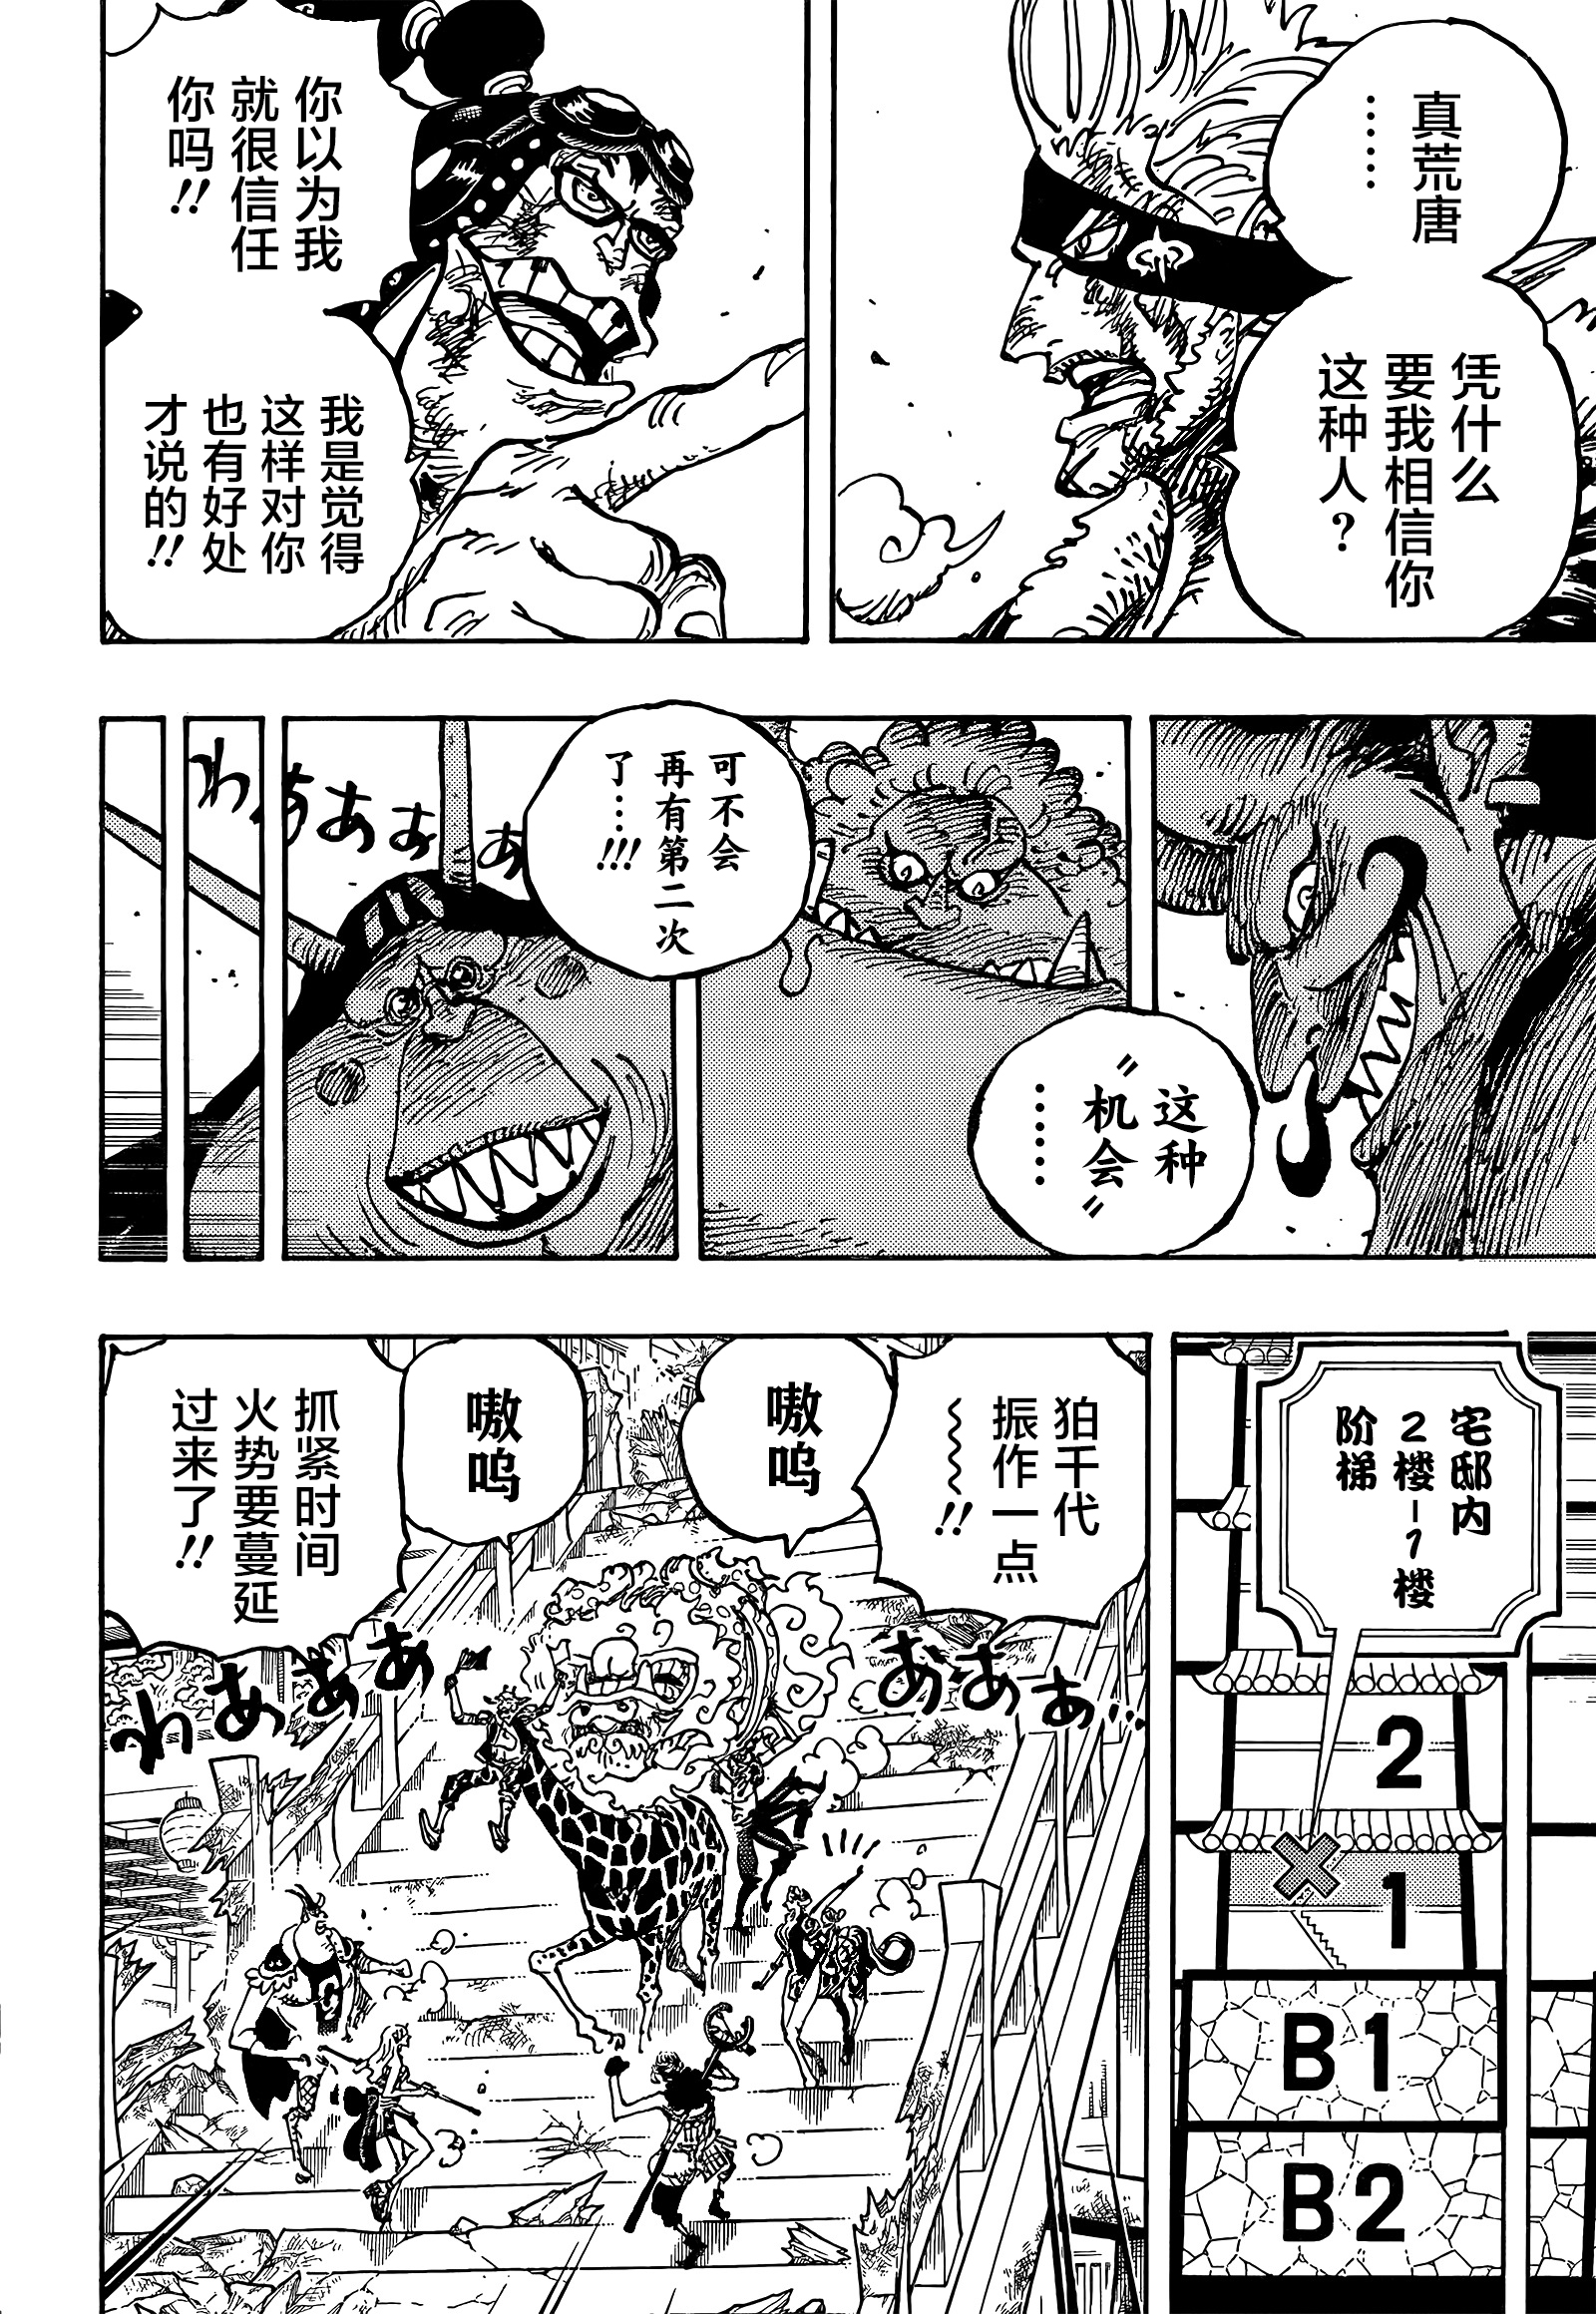 真荒唐
……
凭什么
要我相信你
这种人?
你以为我
就很信任
你吗!!
我是觉得
这样对你
也有好处
才说的!!
这种
“机会”
……
可不会
再有第二次
了…!!!
わぁあああぁ
宅邸内
2楼-1楼
阶梯
2
1
B1
B2
狛千代
振作一点
~~!!
嗷呜
嗷呜
抓紧时间
火势要蔓延
过来了!!
わあああぁ
あああ…